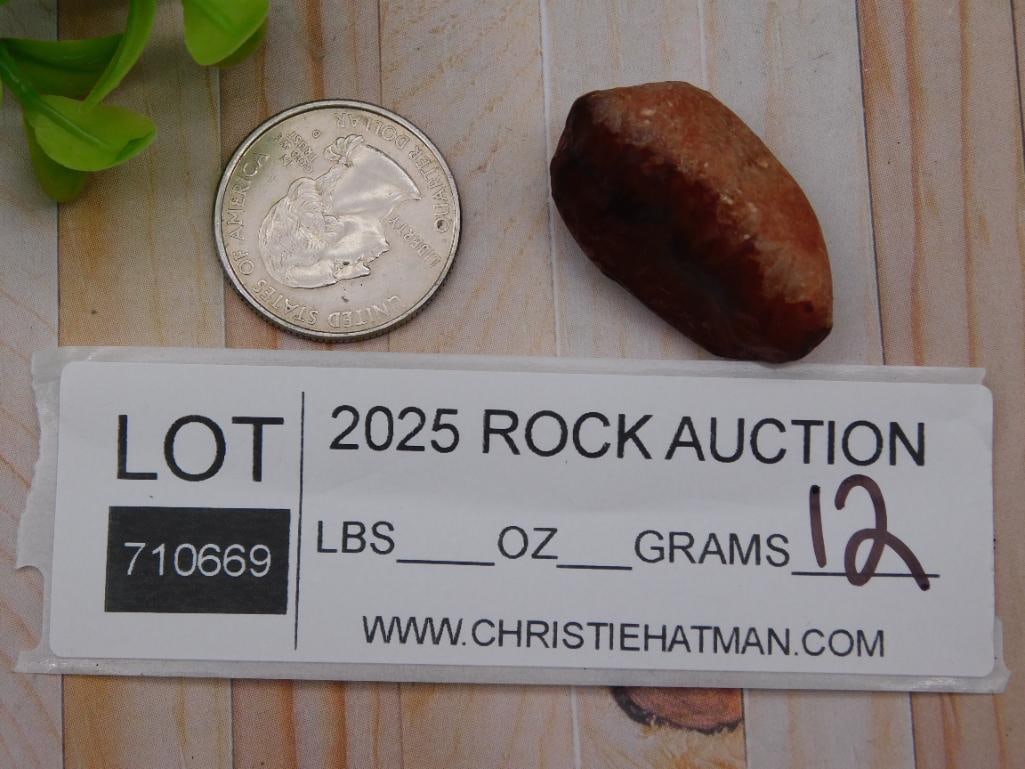 UNITED STATES OF AMERICA
LIBERTY
IN
GOD WE
TRUST
QUARTER DOLLAR
LOT
710669
2025 ROCK AUCTION
LBS____OZ___GRAMS 12
WWW.CHRISTIEHATMAN.COM